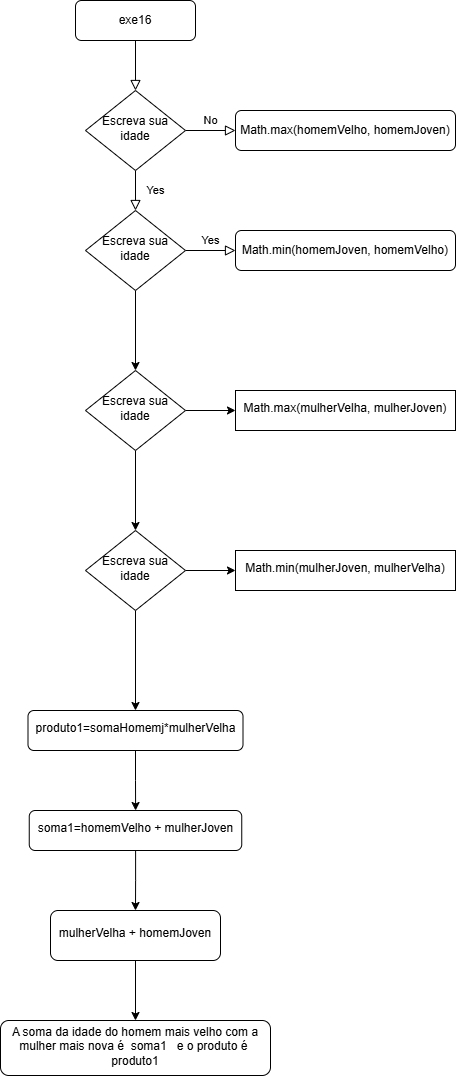 exe16
Escreva sua
idade
No
Math.max(homemVelho, homemJoven)
Yes
Escreva sua
idade
Yes
Math.min(homemJoven, homemVelho)
Escreva sua
idade
Math.max(mulherVelha, mulherJoven)
Escreva sua
idade
Math.min(mulherJoven, mulherVelha)
produto1=somaHomemj*mulherVelha
soma1=homemVelho + mulherJoven
mulherVelha + homemJoven
A soma da idade do homem mais velho com a
mulher mais nova é soma1 e o produto é
produto1